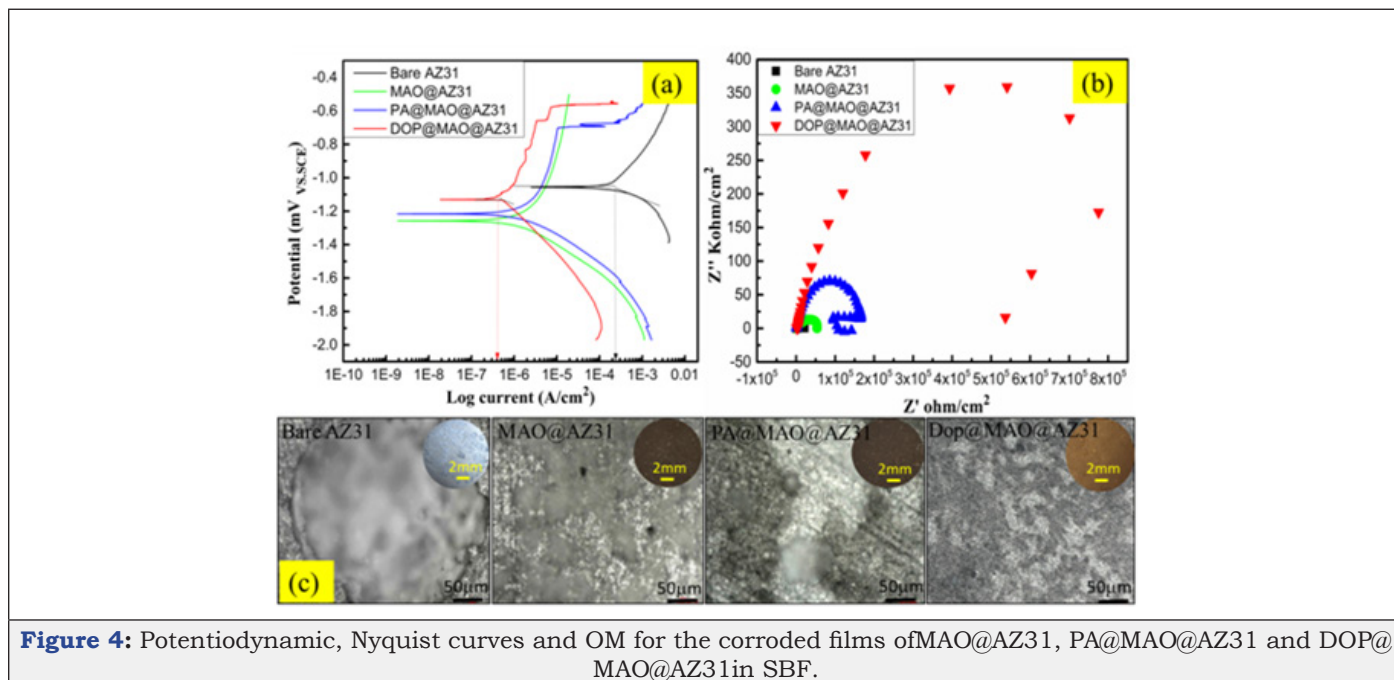 Bare AZ31
MAO@AZ31
PA@MAO@AZ31
DOP@MAO@AZ31
(a)
-0.4
-0.6
-0.8
-1.0
-1.2
-1.4
-1.6
-1.8
-2.0
Potential (mV VS.SCE
1E-10 1E-9 1E-8 1E-7 1E-6 1E-5 1E-4 1E-3 0.01
Log current (A/cm²)
Bare AZ31
MAO@AZ31
PA@MAO@AZ31
DOP@MAO@AZ31
(b)
400
350
300
250
200
150
100
50
0
-50
Z'' Kohm/cm²
-1x10⁵ 0 1x10⁵ 2x10⁵ 3x10⁵ 4x10⁵ 5x10⁵ 6x10⁵ 7x10⁵ 8x10⁵
Z' ohm/cm²
Bare AZ31 MAO@AZ31 PA@MAO@AZ31 Dop@MAO@AZ31
2mm 2mm 2mm 2mm
(c) 50μm 50μm 50μm 50μm
Figure 4: Potentiodynamic, Nyquist curves and OM for the corroded films ofMAO@AZ31, PA@MAO@AZ31 and DOP@
MAO@AZ31in SBF.